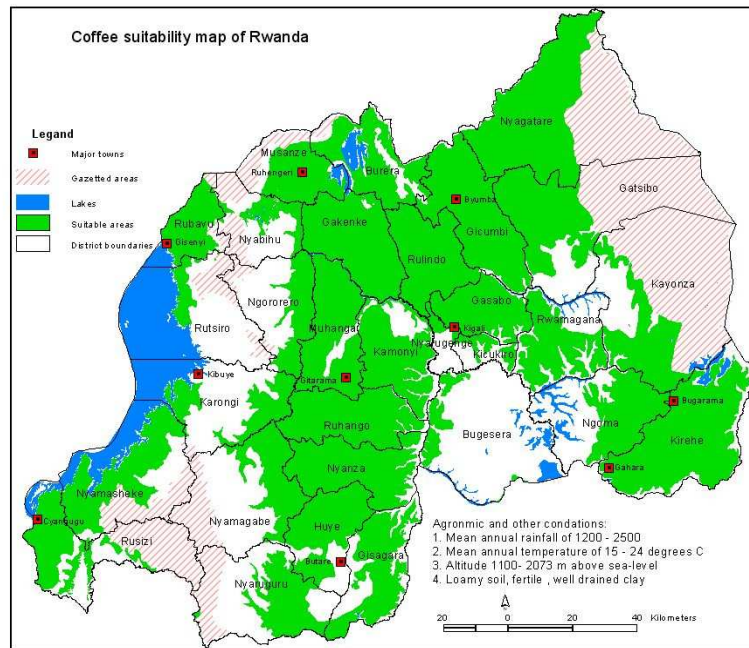 Coffee suitability map of Rwanda
Legand
Major towns
Gazetted areas
Lakes
Suitable areas
District boundaries
Nyagatare
Musanze
Ruhengeri
Burera
Byumba
Gatsibo
Rubavu
Gisenyi
Nyabihu
Gakenke
Gicumbi
Rulindo
Kayonza
Ngororero
Gasabo
Rutsiro
Muhanga
Rwamagana
Kigali
Nyarugenge
Kamonyi
Kicukiro
Kibuye
Gitarama
Karongi
Bugarama
Ruhango
Bugesera
Ngoma
Kirehe
Nyanza
Gahara
Nyamasheke
Cyangugu
Nyamagabe
Huye
Rusizi
Butare
Gisagara
Nyaruguru
Agronmic and other condations:
1. Mean annual rainfall of 1200 - 2500
2. Mean annual temperature of 15 - 24 degrees C
3. Altitude 1100- 2073 m above sea-level
4. Loamy soil, fertile , well drained clay
20 0 20 40 Kilometers